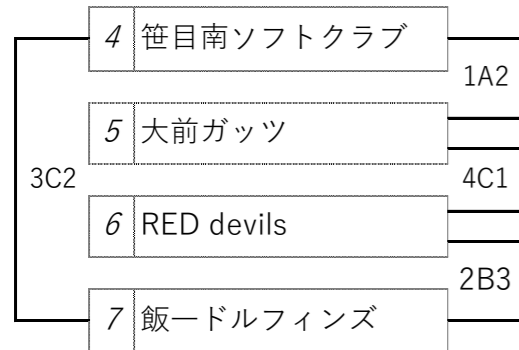 4 笹目南ソフトクラブ
1A2
5 大前ガッツ
3C2
4C1
6 RED devils
2B3
7 飯一ドルフィンズ